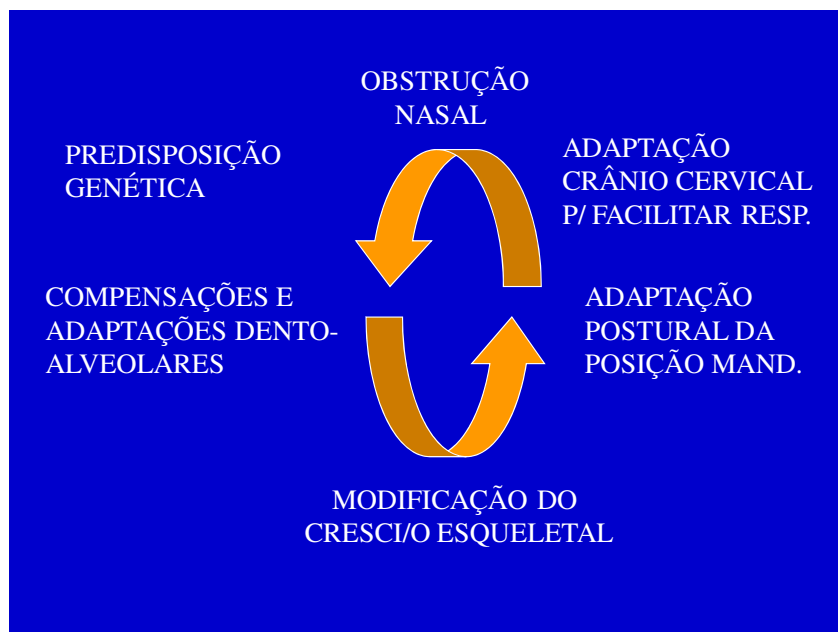 OBSTRUÇÃO
NASAL
PREDISPOSIÇÃO
GENÉTICA
ADAPTAÇÃO
CRÂNIO CERVICAL
P/ FACILITAR RESP.
COMPENSAÇÕES E
ADAPTAÇÕES DENTO-
ALVEOLARES
ADAPTAÇÃO
POSTURAL DA
POSIÇÃO MAND.
MODIFICAÇÃO DO
CRESCI/O ESQUELETAL